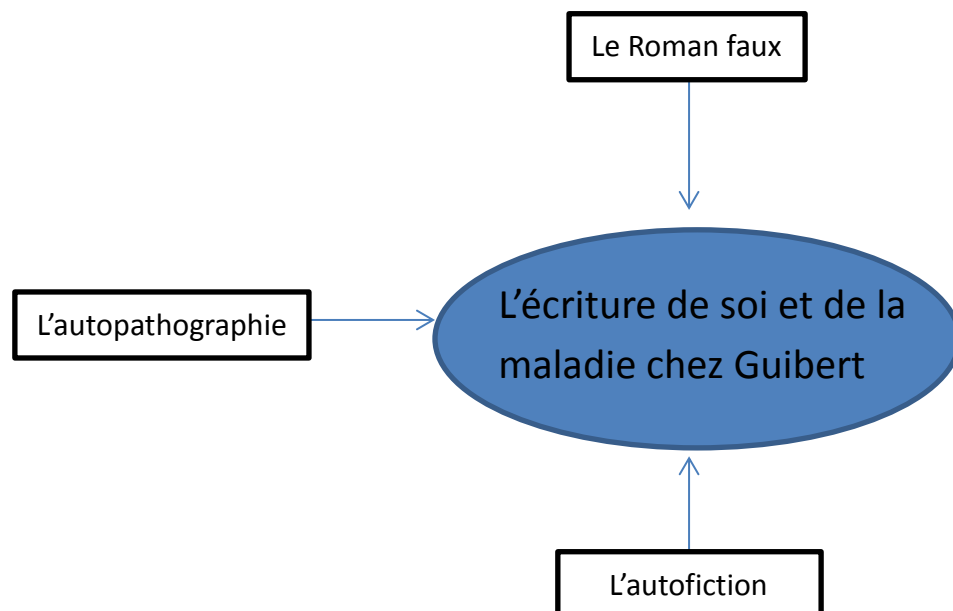 Le Roman faux
L’écriture de soi et de la
maladie chez Guibert
L’autopathographie
L’autofiction